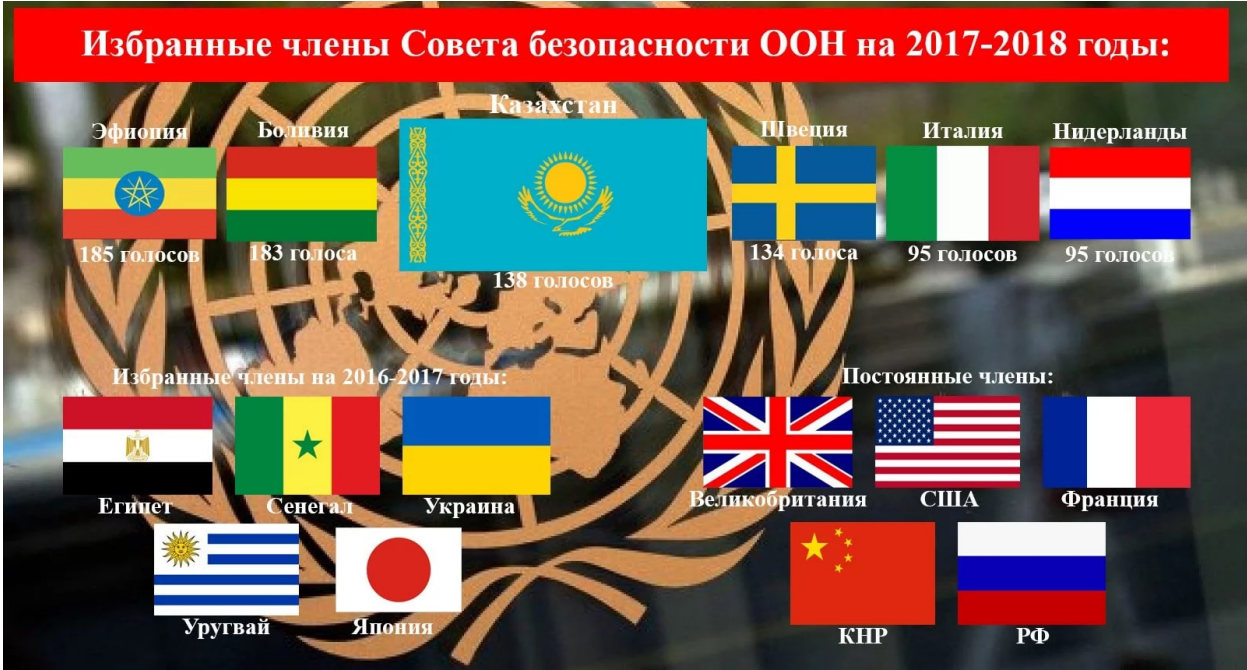 Избранные члены Совета безопасности ООН на 2017-2018 годы:
Эфиопия
Боливия
Казахстан
Швеция
Италия
Нидерланды
185 голосов
183 голоса
138 голосов
134 голоса
95 голосов
95 голосов
Избранные члены на 2016-2017 годы:
Египет
Сенегал
Украина
Уругвай
Япония
Постоянные члены:
Великобритания
США
Франция
КНР
РФ